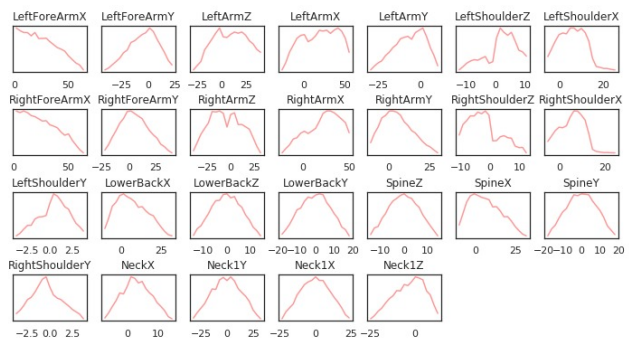 LeftForeArmX LeftForeArmY LeftArmZ LeftArmX LeftArmY LeftShoulderZ LeftShoulderX
0 50 −25 0 25 −25 0 25 0 50 −25 0 −10 0 10 0 20
RightForeArmX RightForeArmY RightArmZ RightArmX RightArmY RightShoulderZ RightShoulderX
0 50 −25 0 25 −25 0 25 0 50 0 25 −10 0 10 0 20
LeftShoulderY LowerBackX LowerBackZ LowerBackY SpineZ SpineX SpineY
−2.5 0.0 2.5 0 25 −10 0 10 −20 −10 0 10 20 −10 0 10 0 25 −20 −10 0 10 20
RightShoulderY NeckX Neck1Y Neck1X Neck1Z
−2.5 0.0 2.5 0 10 −25 0 25 −25 0 25 −25 0